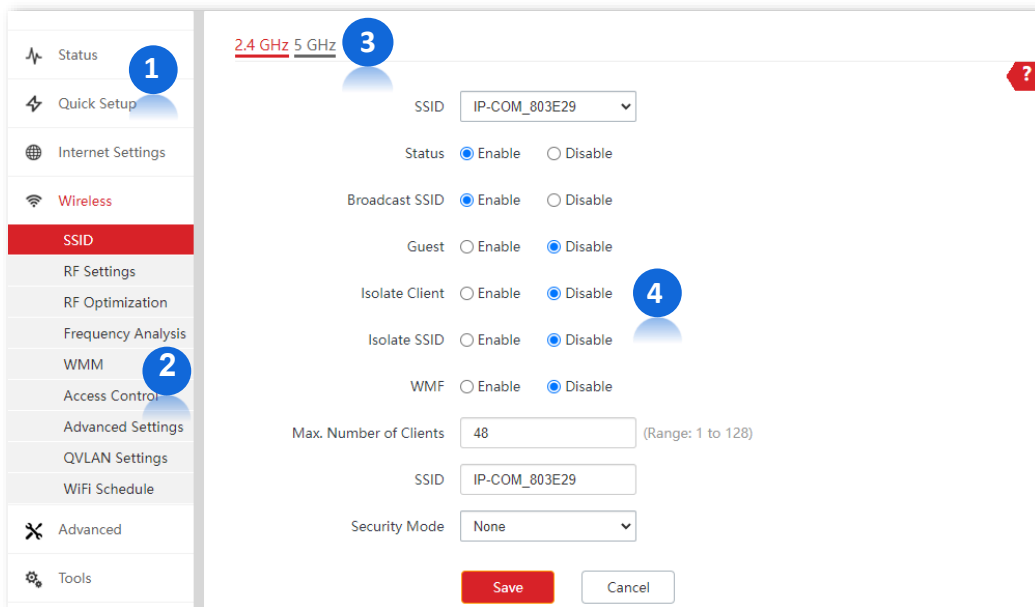 Status
1
Quick Setup
Internet Settings
Wireless
SSID
RF Settings
RF Optimization
Frequency Analysis
WMM
2
Access Control
Advanced Settings
QVLAN Settings
WiFi Schedule
Advanced
Tools
2.4 GHz 5 GHz 3
?
SSID IP-COM_803E29
Status Enable Disable
Broadcast SSID Enable Disable
Guest Enable Disable
Isolate Client Enable Disable 4
Isolate SSID Enable Disable
WMF Enable Disable
Max. Number of Clients 48 (Range: 1 to 128)
SSID IP-COM_803E29
Security Mode None
Save Cancel